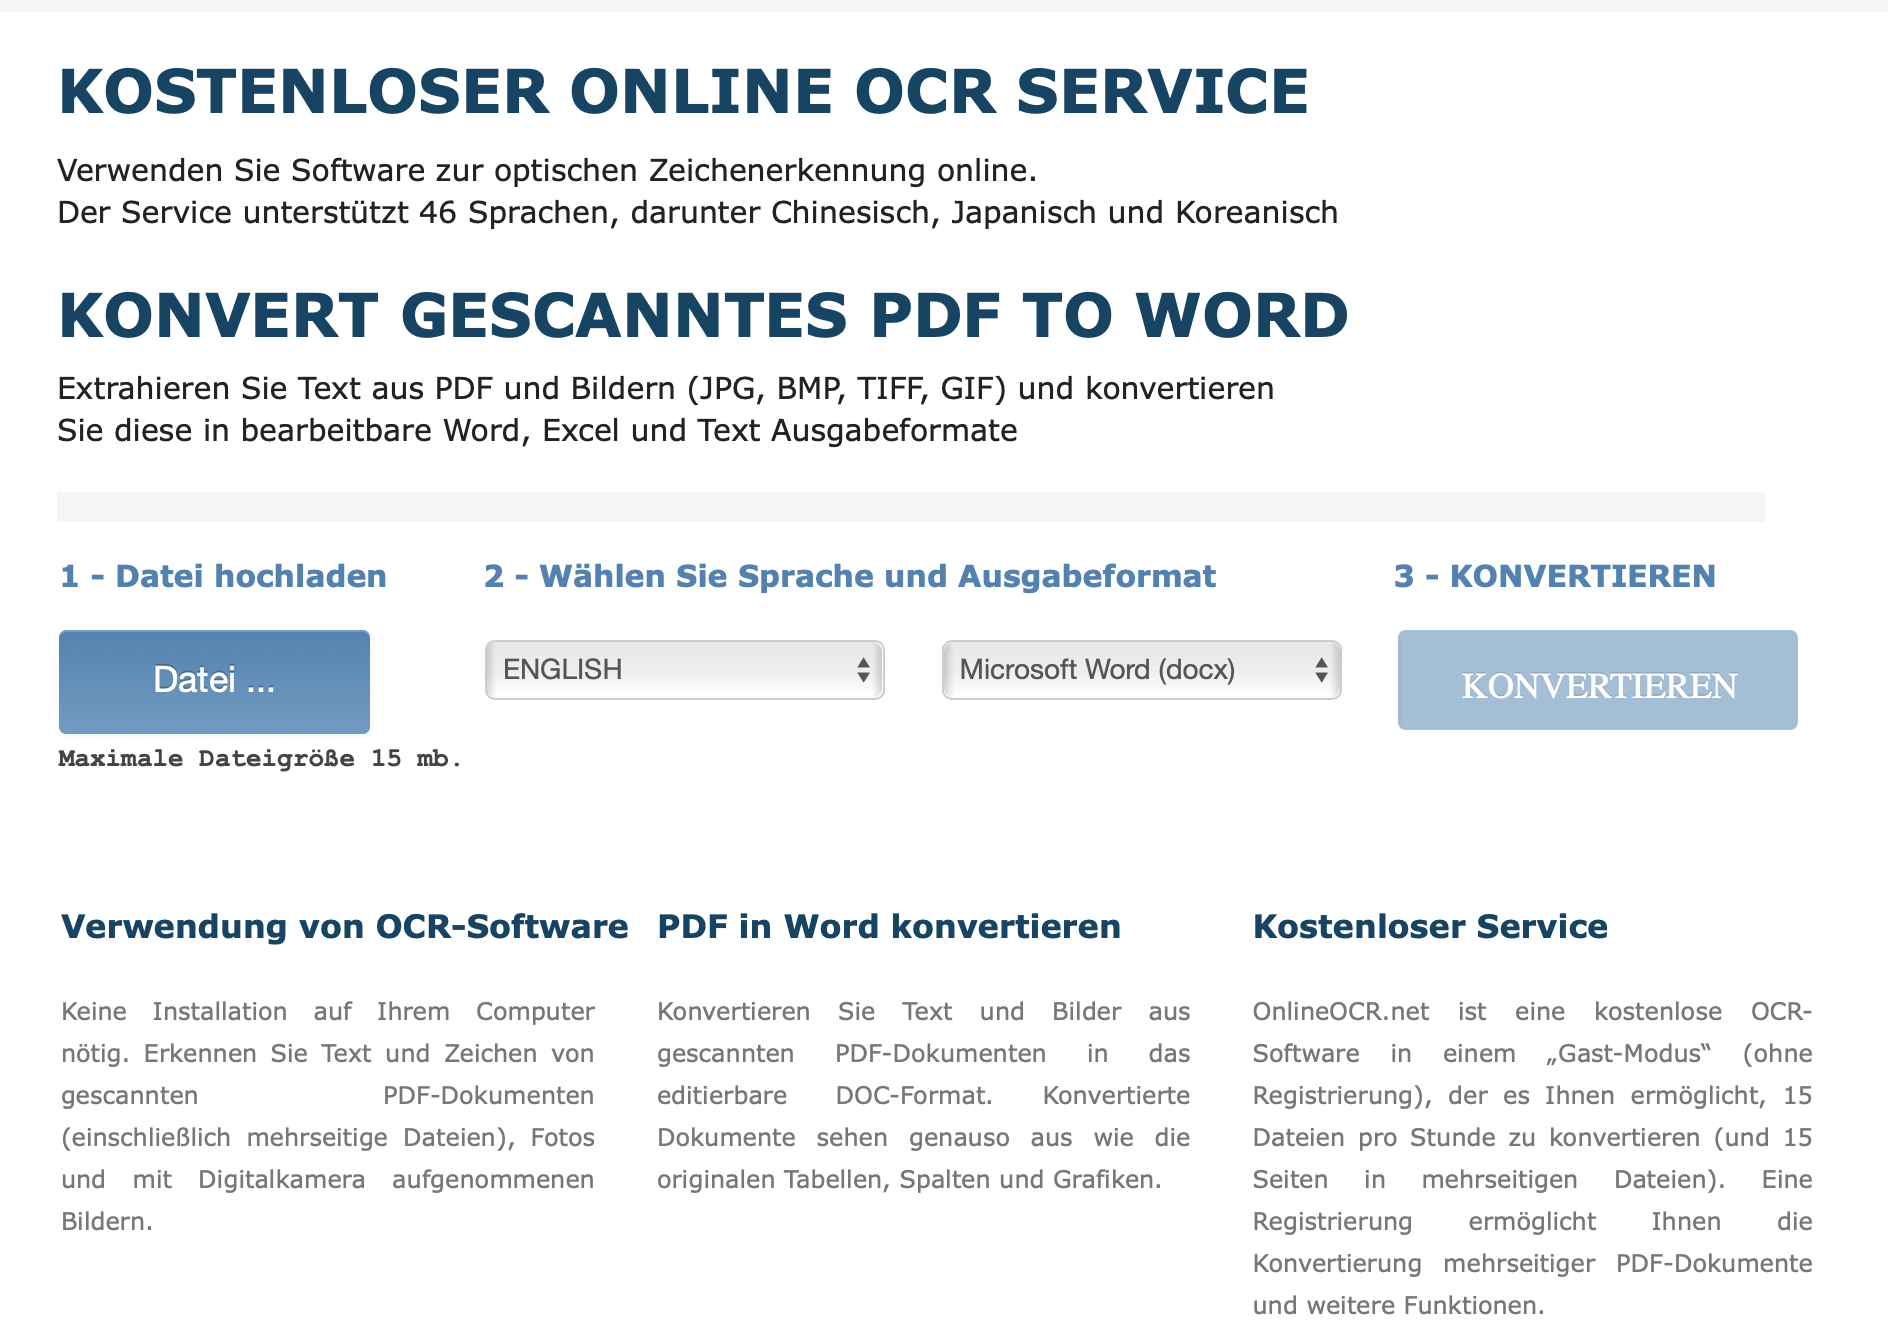 KOSTENLOSER ONLINE OCR SERVICE
Verwenden Sie Software zur optischen Zeichenerkennung online.
Der Service unterstützt 46 Sprachen, darunter Chinesisch, Japanisch und Koreanisch
KONVERT GESCANNTES PDF TO WORD
Extrahieren Sie Text aus PDF und Bildern (JPG, BMP, TIFF, GIF) und konvertieren
Sie diese in bearbeitbare Word, Excel und Text Ausgabeformate
1 - Datei hochladen
Datei ...
Maximale Dateigröße 15 mb.
2 - Wählen Sie Sprache und Ausgabeformat
ENGLISH
Microsoft Word (docx)
3 - KONVERTIEREN
KONVERTIEREN
Verwendung von OCR-Software
Keine Installation auf Ihrem Computer
nötig. Erkennen Sie Text und Zeichen von
gescannten PDF-Dokumenten
(einschließlich mehrseitige Dateien), Fotos
und mit Digitalkamera aufgenommenen
Bildern.
PDF in Word konvertieren
Konvertieren Sie Text und Bilder aus
gescannten PDF-Dokumenten in das
editierbare DOC-Format. Konvertierte
Dokumente sehen genauso aus wie die
originalen Tabellen, Spalten und Grafiken.
Kostenloser Service
OnlineOCR.net ist eine kostenlose OCR-
Software in einem „Gast-Modus“ (ohne
Registrierung), der es Ihnen ermöglicht, 15
Dateien pro Stunde zu konvertieren (und 15
Seiten in mehrseitigen Dateien). Eine
Registrierung ermöglicht Ihnen die
Konvertierung mehrseitiger PDF-Dokumente
und weitere Funktionen.